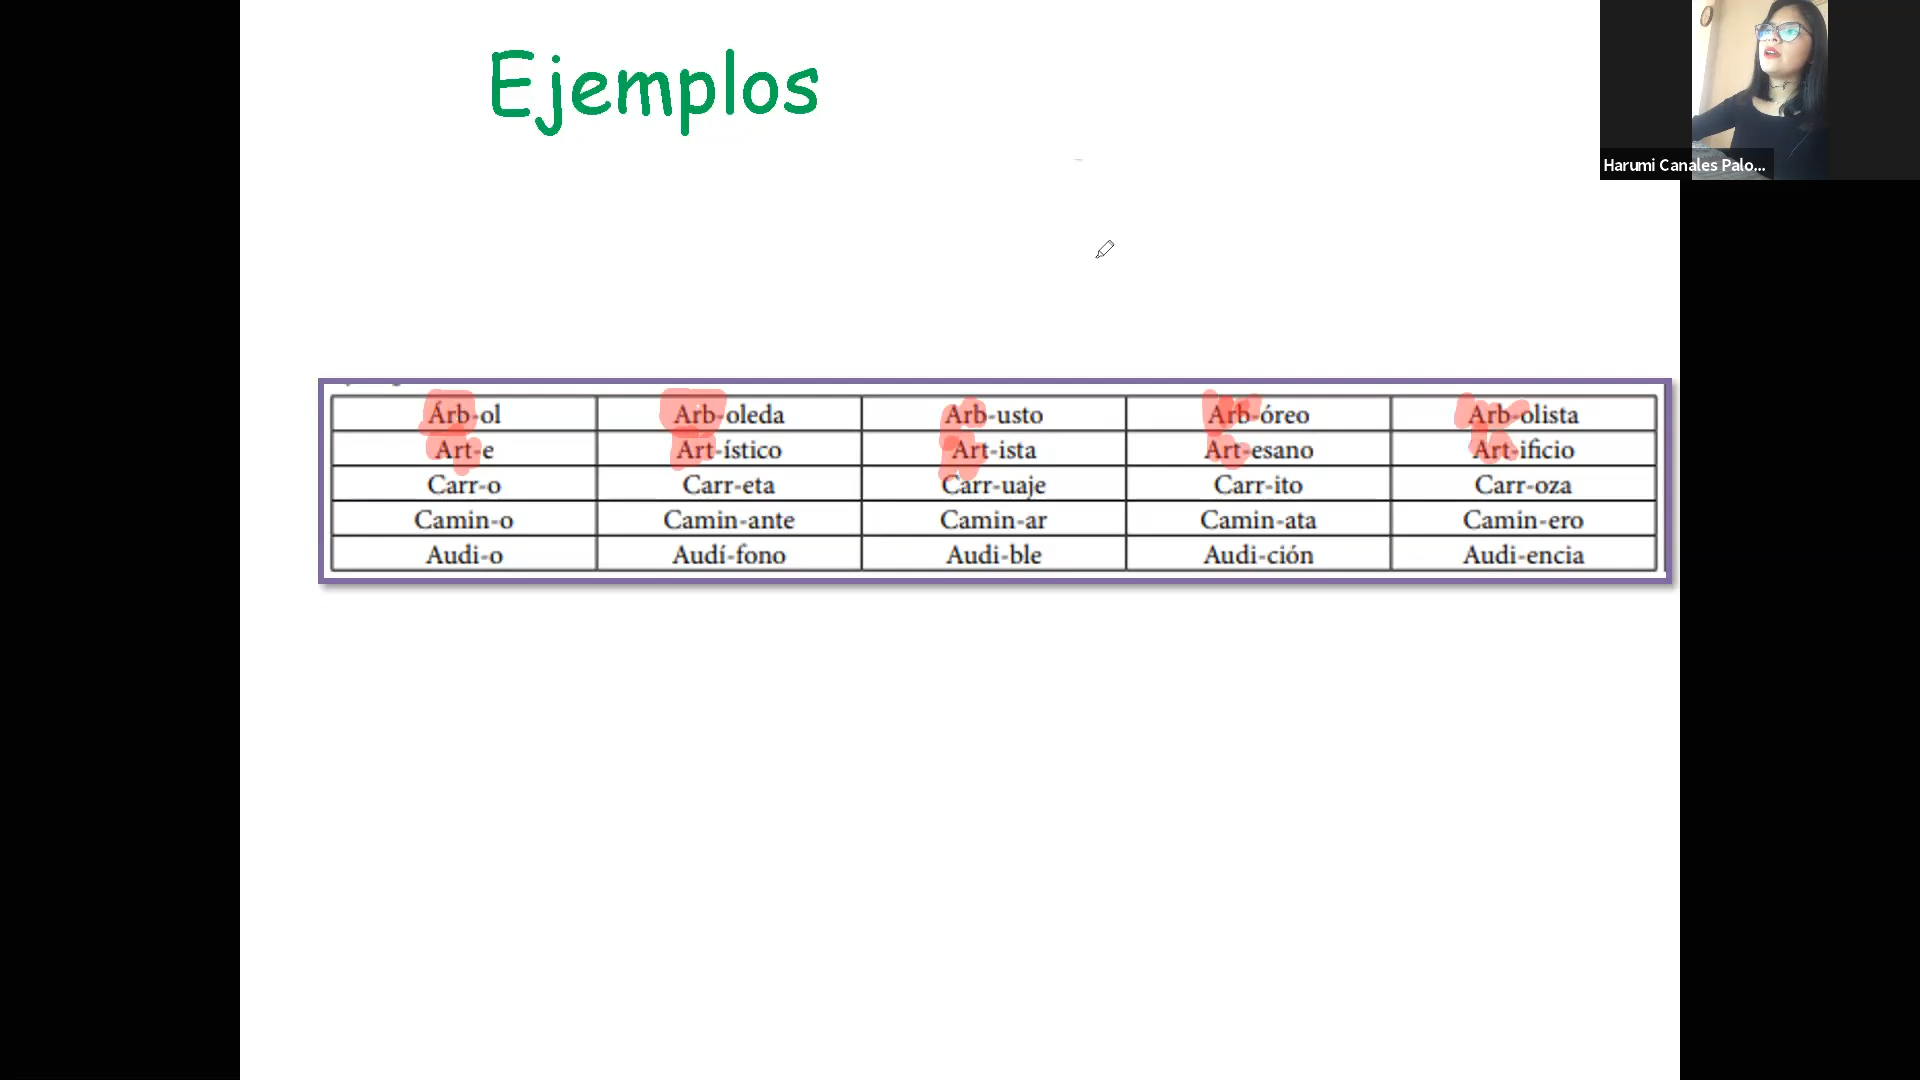 Ejemplos
Harumi Canales Palo...
Árb-ol Arb-oleda Arb-usto Arb-óreo Arb-olista
Art-e Art-ístico Art-ista Art-esano Art-ificio
Carr-o Carr-eta Carr-uaje Carr-ito Carr-oza
Camin-o Camin-ante Camin-ar Camin-ata Camin-ero
Audi-o Audí-fono Audi-ble Audi-ción Audi-encia